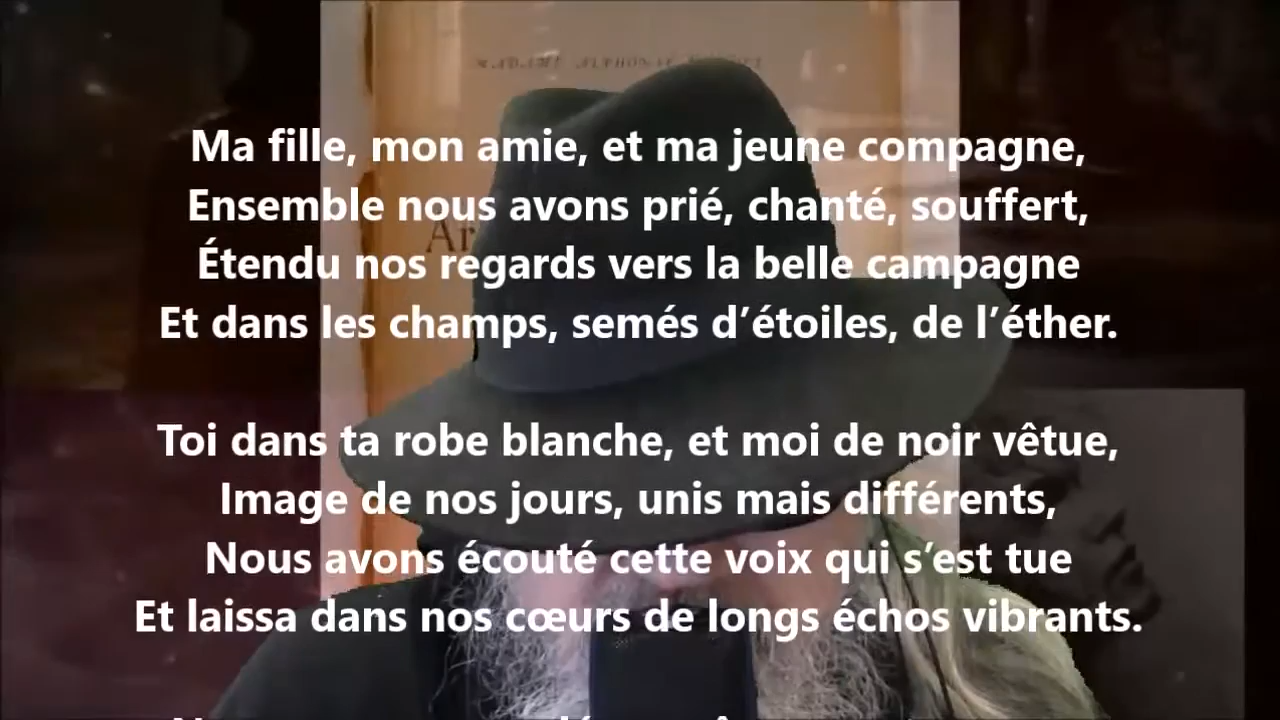 Ma fille, mon amie, et ma jeune compagne,
Ensemble nous avons prié, chanté, souffert,
Étendu nos regards vers la belle campagne
Et dans les champs, semés d’étoiles, de l’éther.
Toi dans ta robe blanche, et moi de noir vêtue,
Image de nos jours, unis mais différents,
Nous avons écouté cette voix qui s’est tue
Et laissa dans nos cœurs de longs échos vibrants.